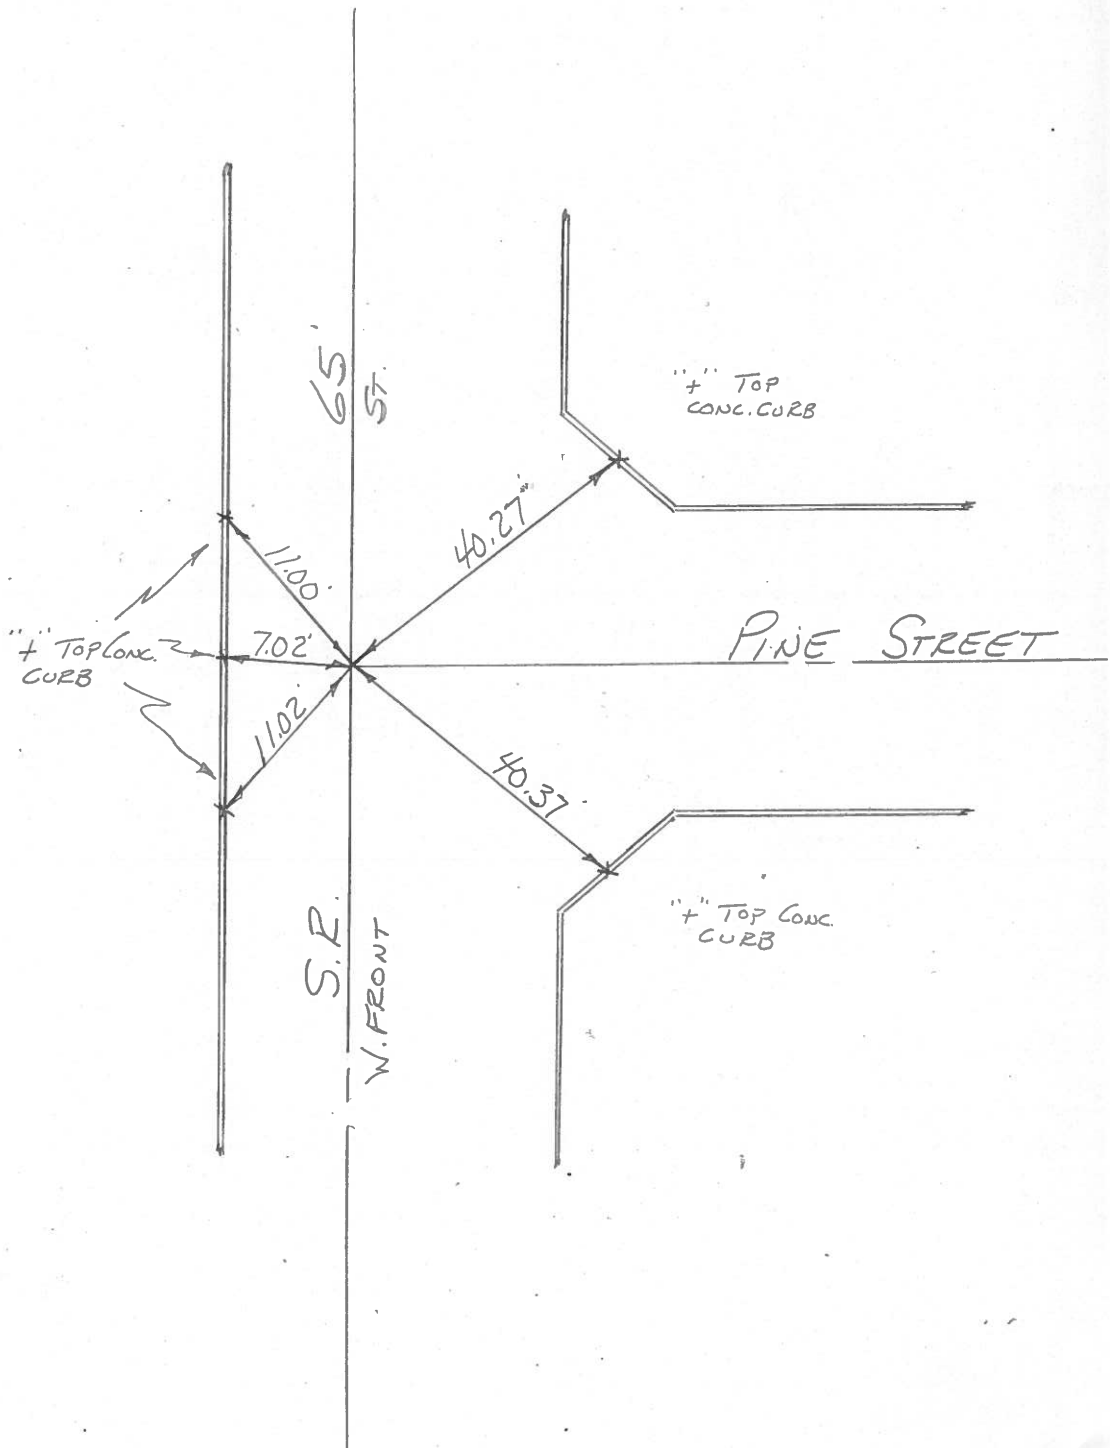 65'
ST.
"+" TOP
CONC. CURB
40.27'
11.00'
"+" TOP CONC.
CURB
7.02'
PINE STREET
11.02'
40.37'
"+" TOP CONC.
CURB
S.R.
W. FRONT